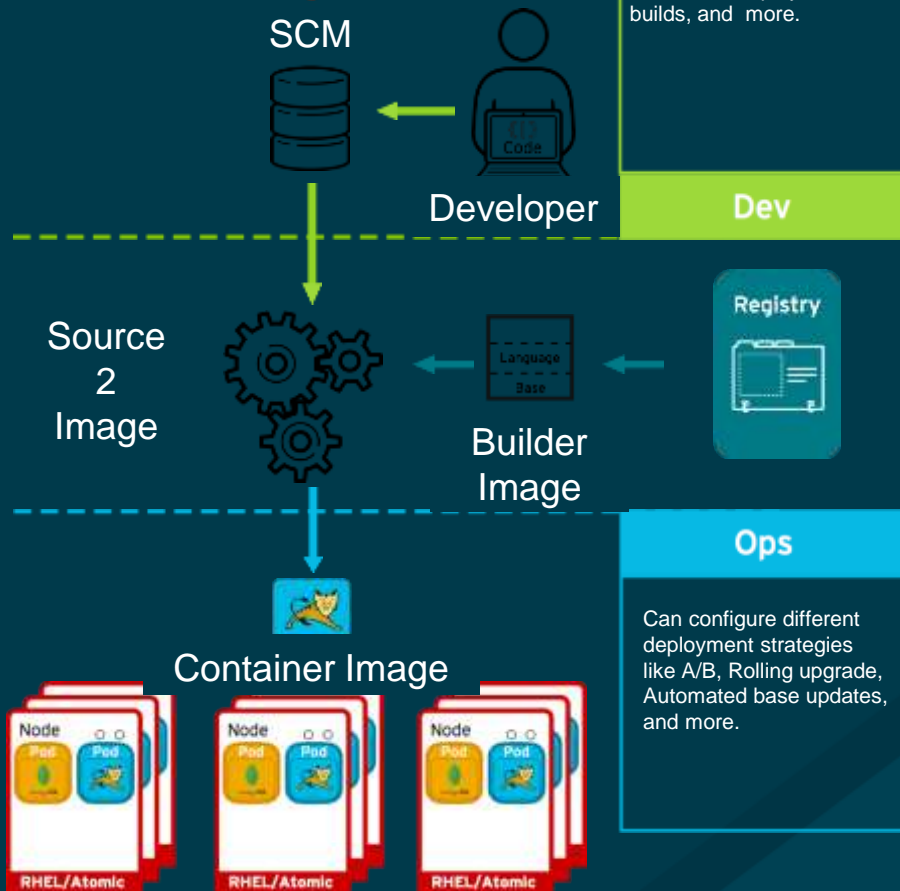 builds, and more.
SCM
Code
Developer
Dev
Source
2
Image
Language
Base
Builder
Image
Registry
Ops
Can configure different
deployment strategies
like A/B, Rolling upgrade,
Automated base updates,
and more.
Container Image
Node
Pod
Pod
RHEL/Atomic
Node
Pod
Pod
RHEL/Atomic
Node
Pod
Pod
RHEL/Atomic